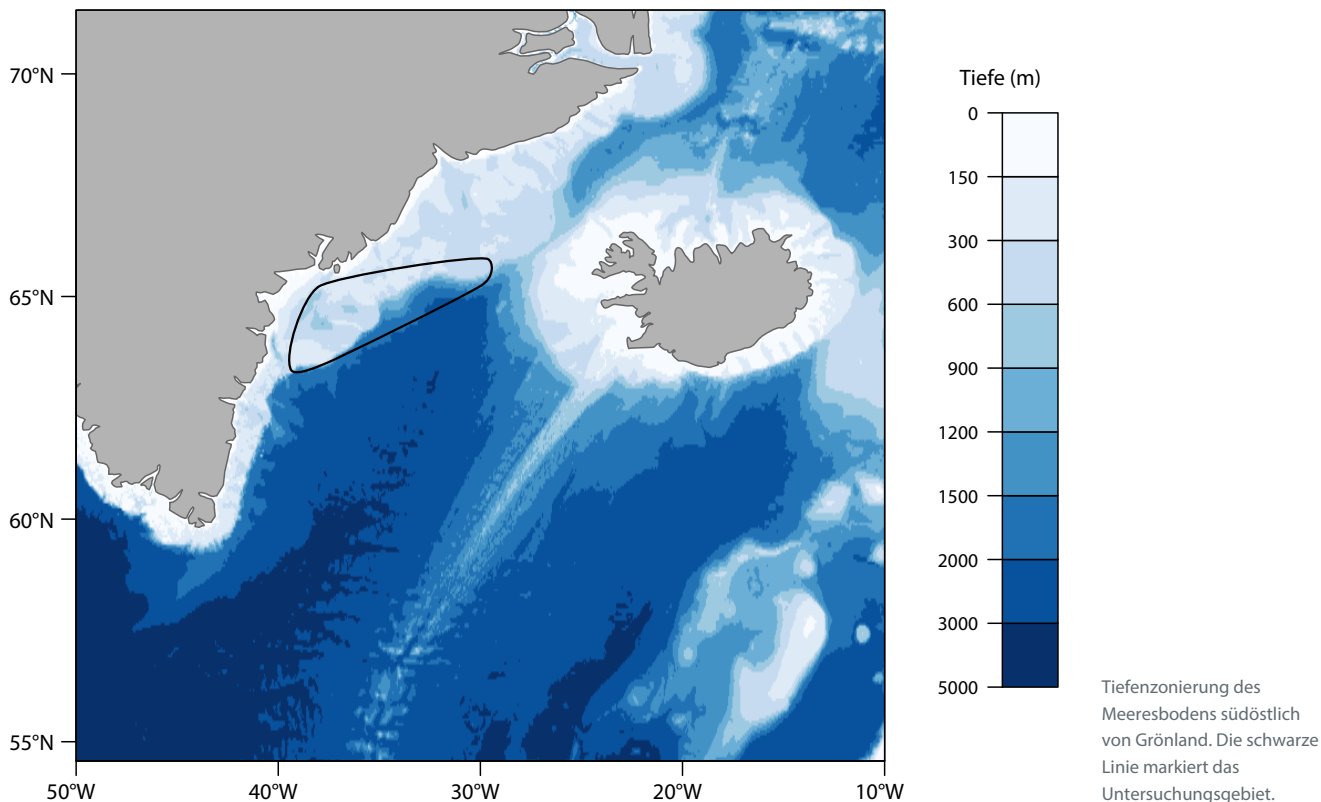 70°N
65°N
60°N
55°N
50°W
40°W
30°W
20°W
10°W
Tiefe (m)
0
150
300
600
900
1200
1500
2000
3000
5000
Tiefenzonierung des
Meeresbodens südöstlich
von Grönland. Die schwarze
Linie markiert das
Untersuchungsgebiet.